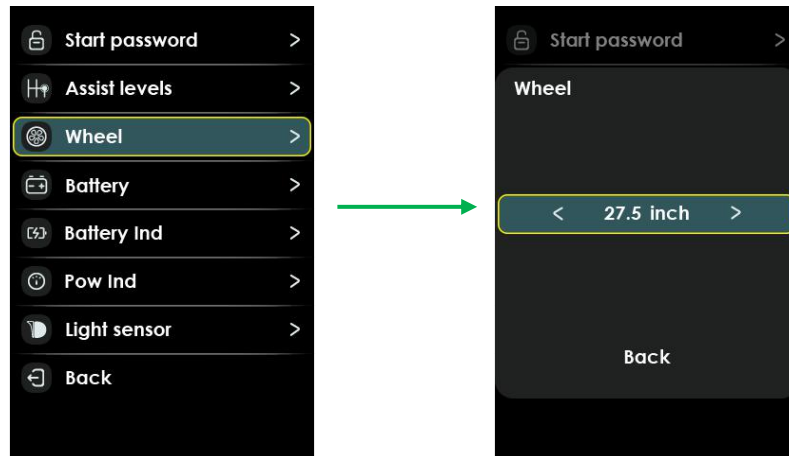 Start password >
Assist levels >
Wheel >
Battery >
Battery Ind >
Pow Ind >
Light sensor >
Back
Start password >
Wheel
< 27.5 inch >
Back